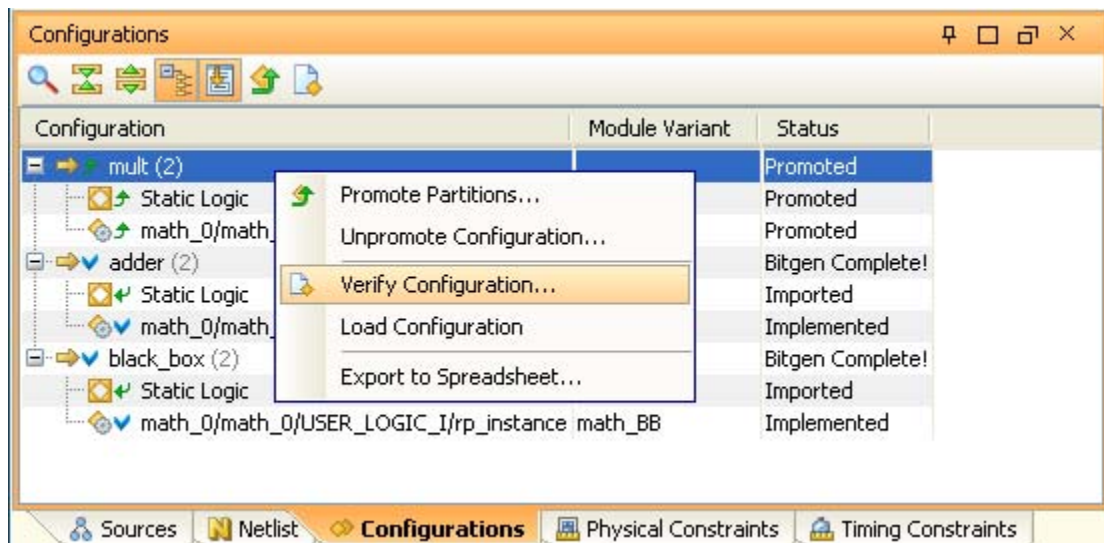 Configurations
Configuration Module Variant Status
mult (2) Promoted
Static Logic Promoted
math_0/math_ Promoted
adder (2) Bitgen Complete!
Static Logic Imported
math_0/math_ Implemented
black_box (2) Bitgen Complete!
Static Logic Imported
math_0/math_0/USER_LOGIC_I/rp_instance math_BB Implemented
Promote Partitions...
Unpromote Configuration...
Verify Configuration...
Load Configuration
Export to Spreadsheet...
Sources Netlist Configurations Physical Constraints Timing Constraints